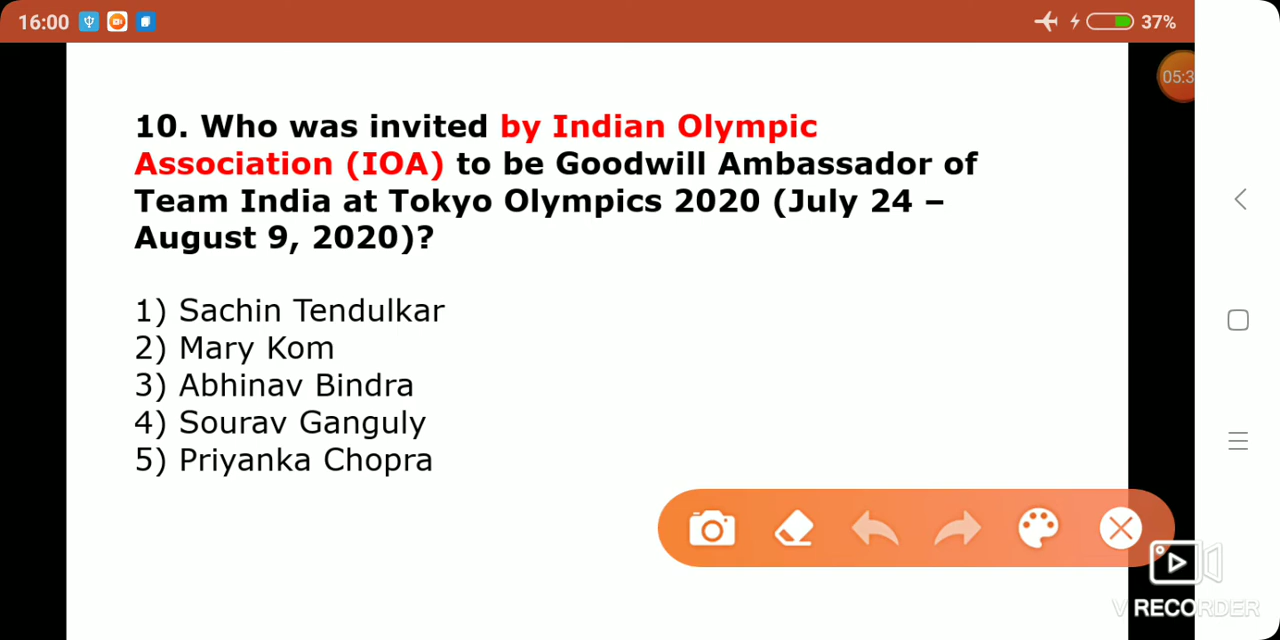 16:00
37%
05:3
10. Who was invited by Indian Olympic
Association (IOA) to be Goodwill Ambassador of
Team India at Tokyo Olympics 2020 (July 24 –
August 9, 2020)?
1) Sachin Tendulkar
2) Mary Kom
3) Abhinav Bindra
4) Sourav Ganguly
5) Priyanka Chopra
V RECORDER